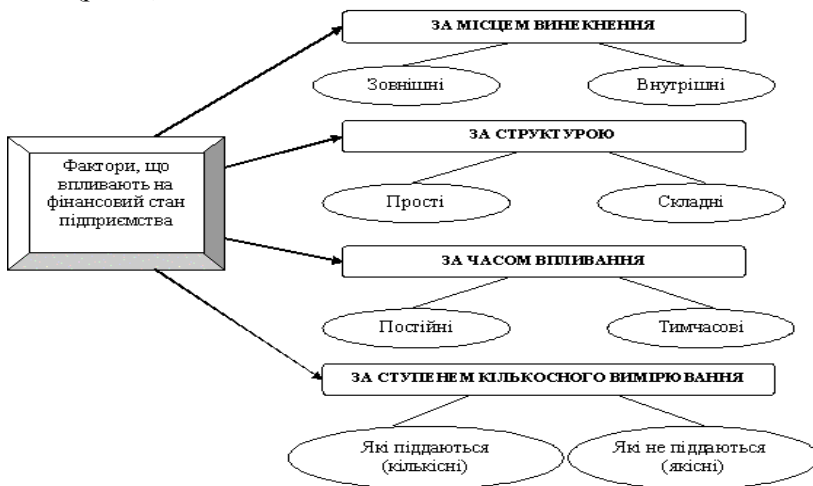 ЗА МІСЦЕМ ВИНЕКНЕННЯ
Зовнішні
Внутрішні
Фактори, що
впливають на
фінансовий стан
підприємства
ЗА СТРУКТУРОЮ
Прості
Складні
ЗА ЧАСОМ ВПЛИВАННЯ
Постійні
Тимчасові
ЗА СТУПЕНЕМ КІЛЬКОСНОГО ВИМІРЮВАННЯ
Які піддаються
(кількісні)
Які не піддаються
(якісні)